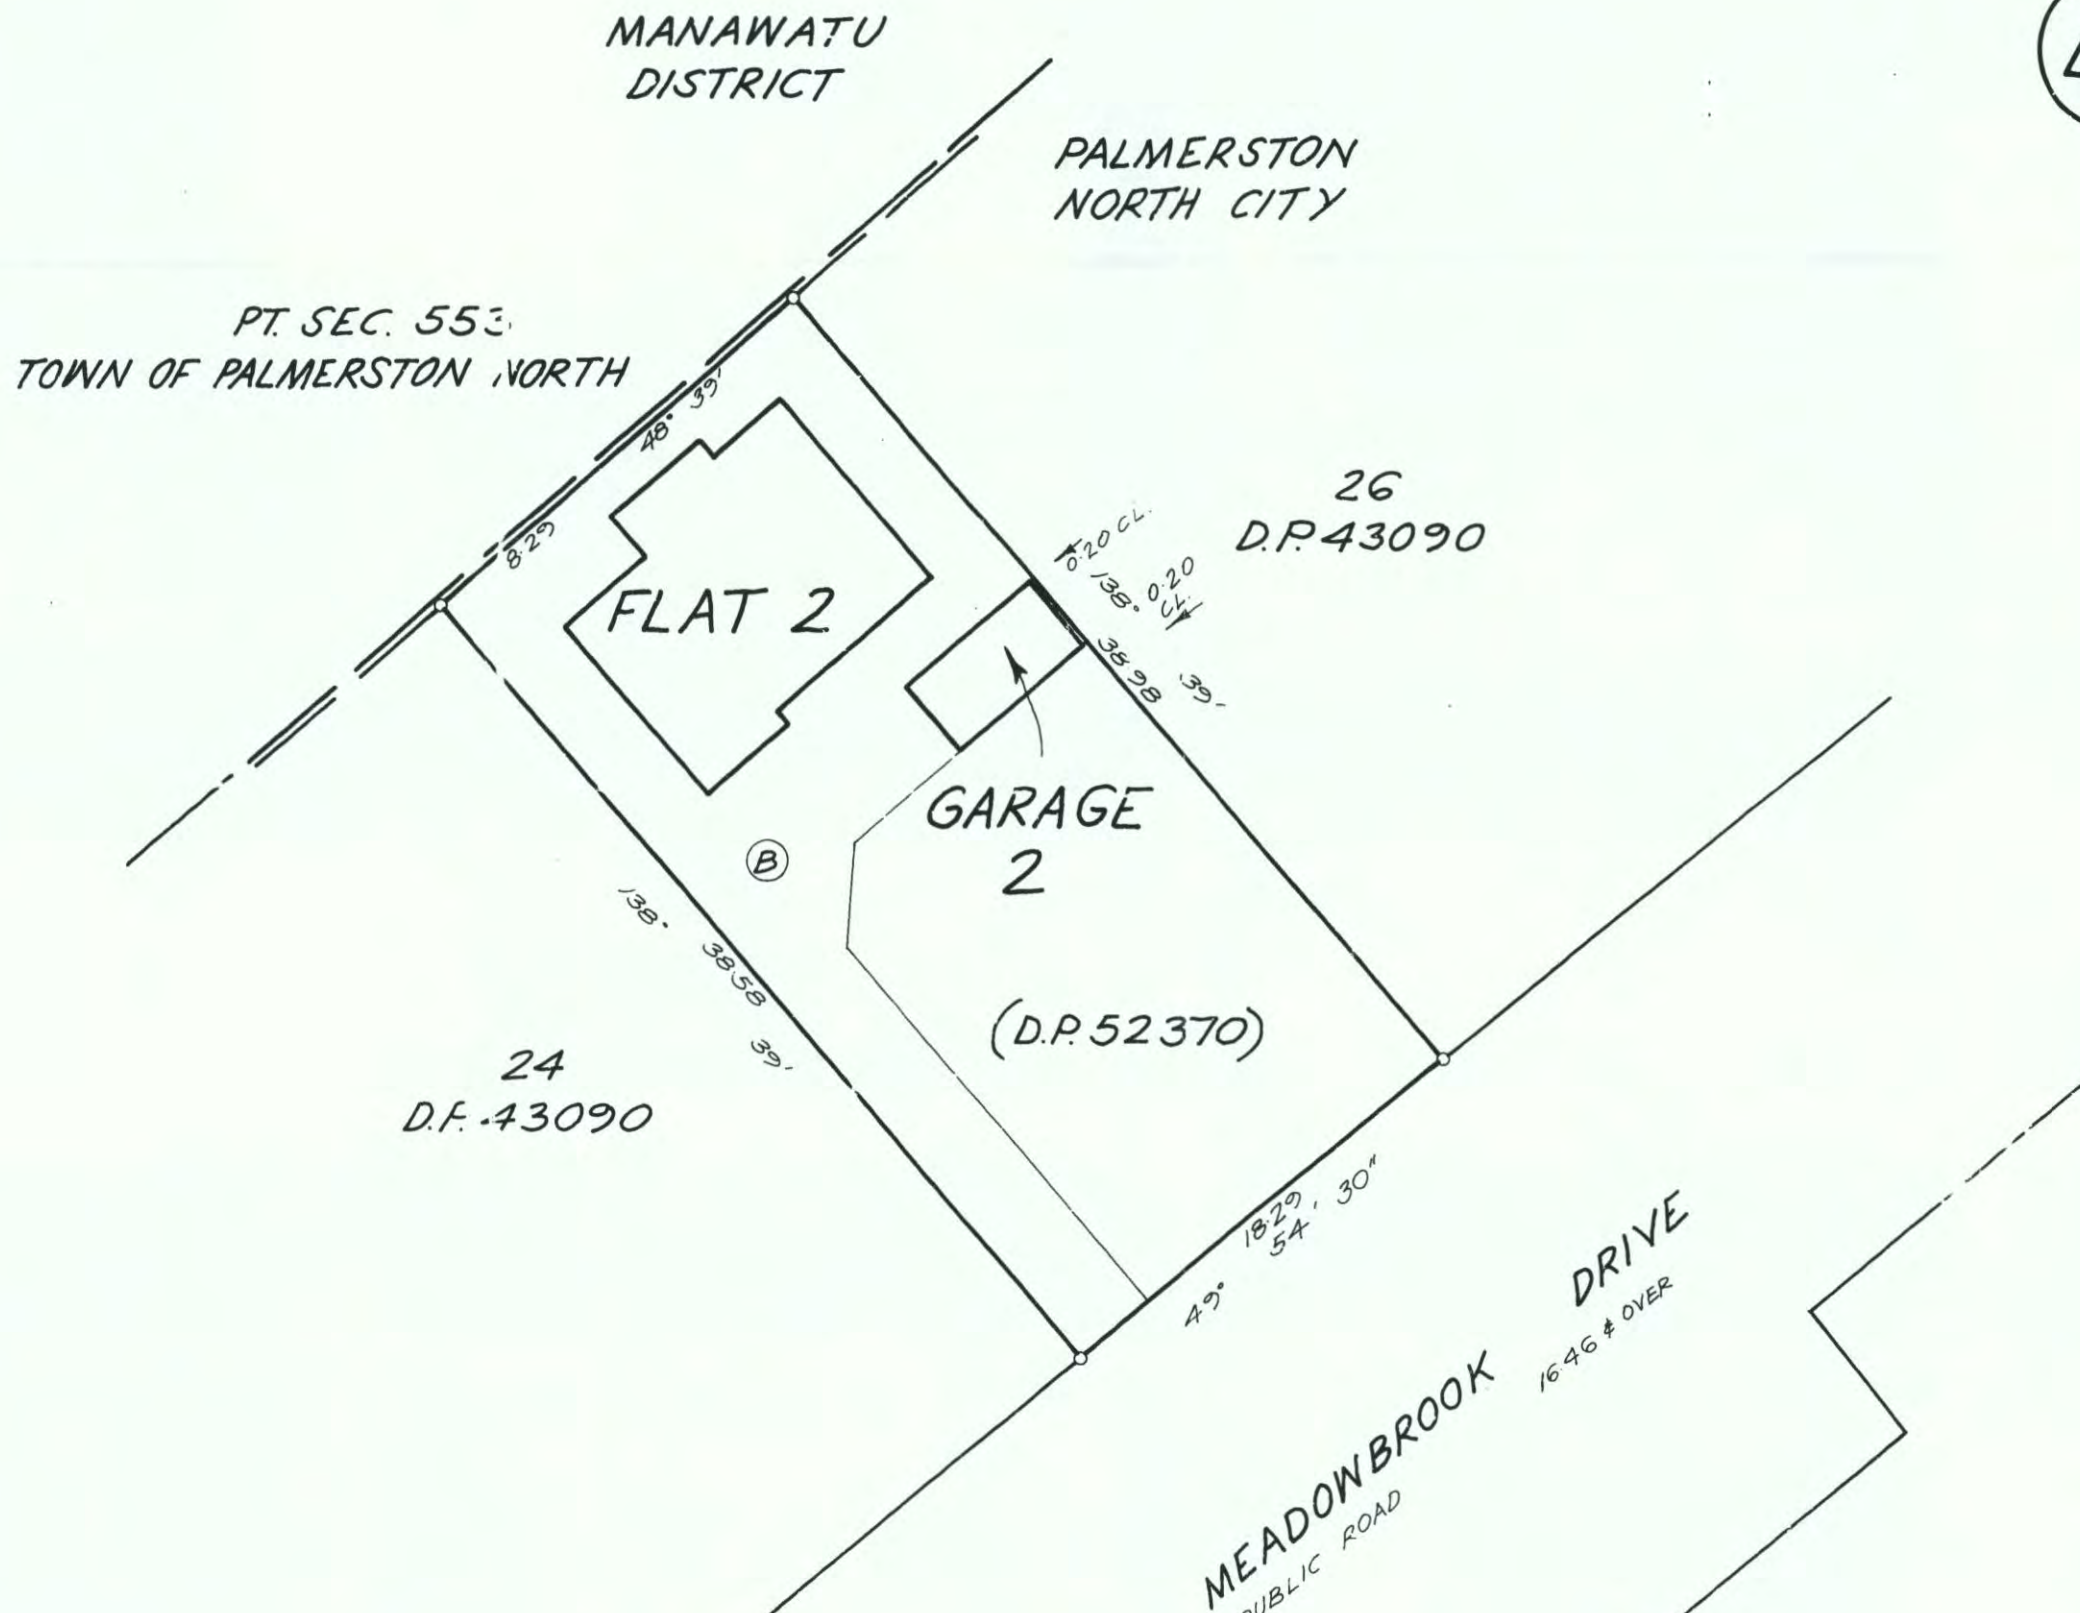 MANAWATU
DISTRICT
PALMERSTON
NORTH CITY
PT. SEC. 553
TOWN OF PALMERSTON NORTH
48° 39'
8.29
FLAT 2
0.20 CL.
0.20
CL.
138° 38.98 39'
26
D.P. 43090
GARAGE
2
B
138° 38.58 39'
(D.P. 52370)
24
D.P. 43090
18.29
49° 54' 30"
MEADOWBROOK DRIVE
16.46 & OVER
PUBLIC ROAD